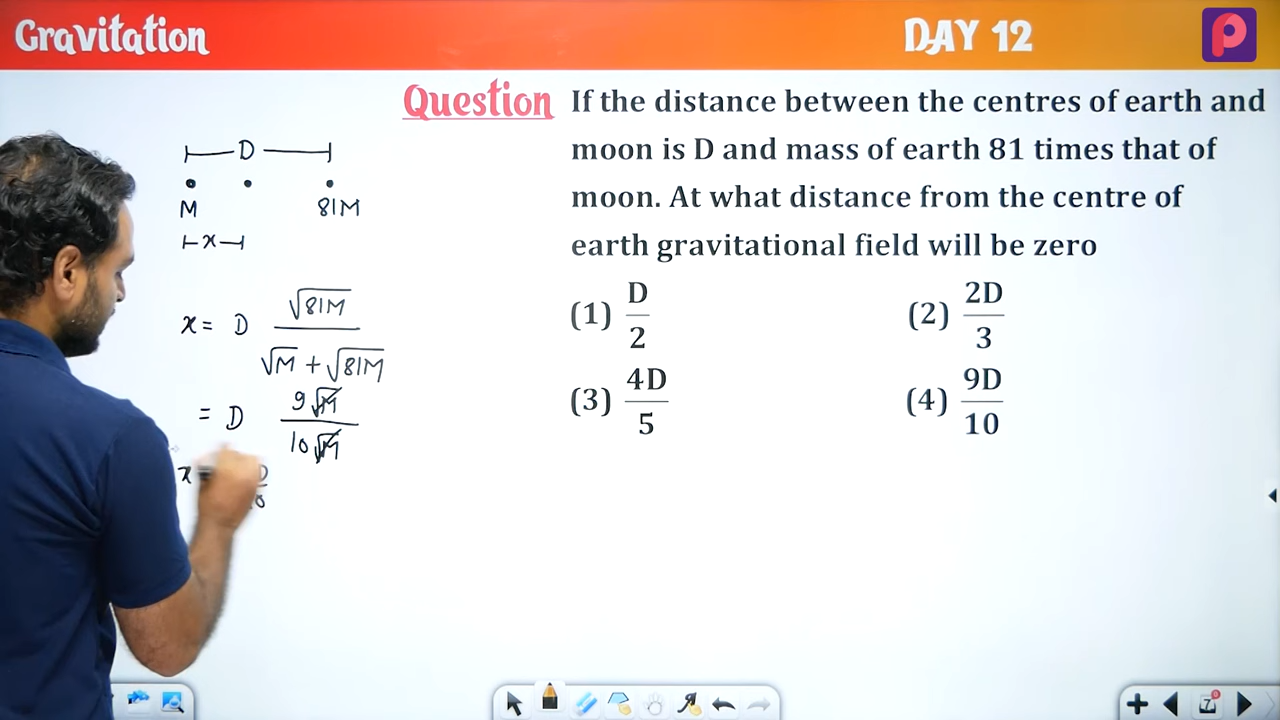 Gravitation
DAY 12
Question If the distance between the centres of earth and
moon is D and mass of earth 81 times that of
moon. At what distance from the centre of
earth gravitational field will be zero
(1) D/2
(2) 2D/3
(3) 4D/5
(4) 9D/10
D
M 81M
x
x = D √81M / √M + √81M
= D 9√M / 10√M
x